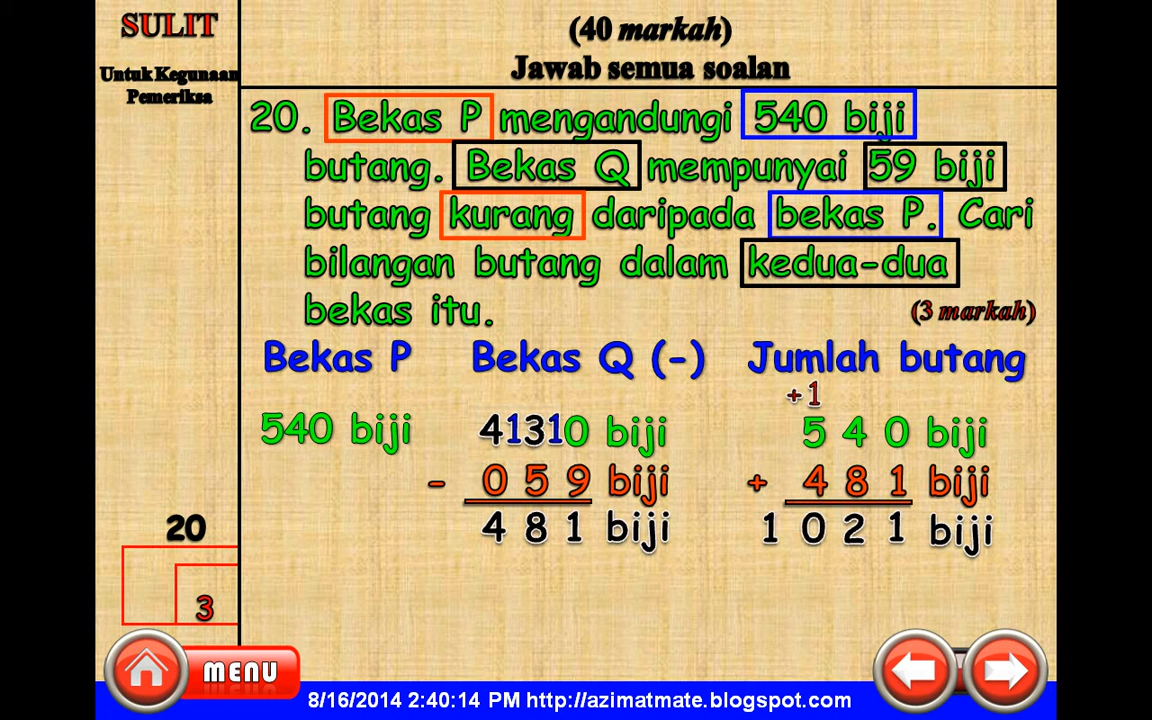 SULIT
Untuk Kegunaan
Pemeriksa
(40 markah)
Jawab semua soalan
20. Bekas P mengandungi 540 biji
butang. Bekas Q mempunyai 59 biji
butang kurang daripada bekas P. Cari
bilangan butang dalam kedua-dua
bekas itu.
(3 markah)
Bekas P Bekas Q (-) Jumlah butang
+1
540 biji 41310 biji 5 4 0 biji
- 0 5 9 biji + 4 8 1 biji
4 8 1 biji 1 0 2 1 biji
20
3
MENU
8/16/2014 2:40:14 PM http://azimatmate.blogspot.com